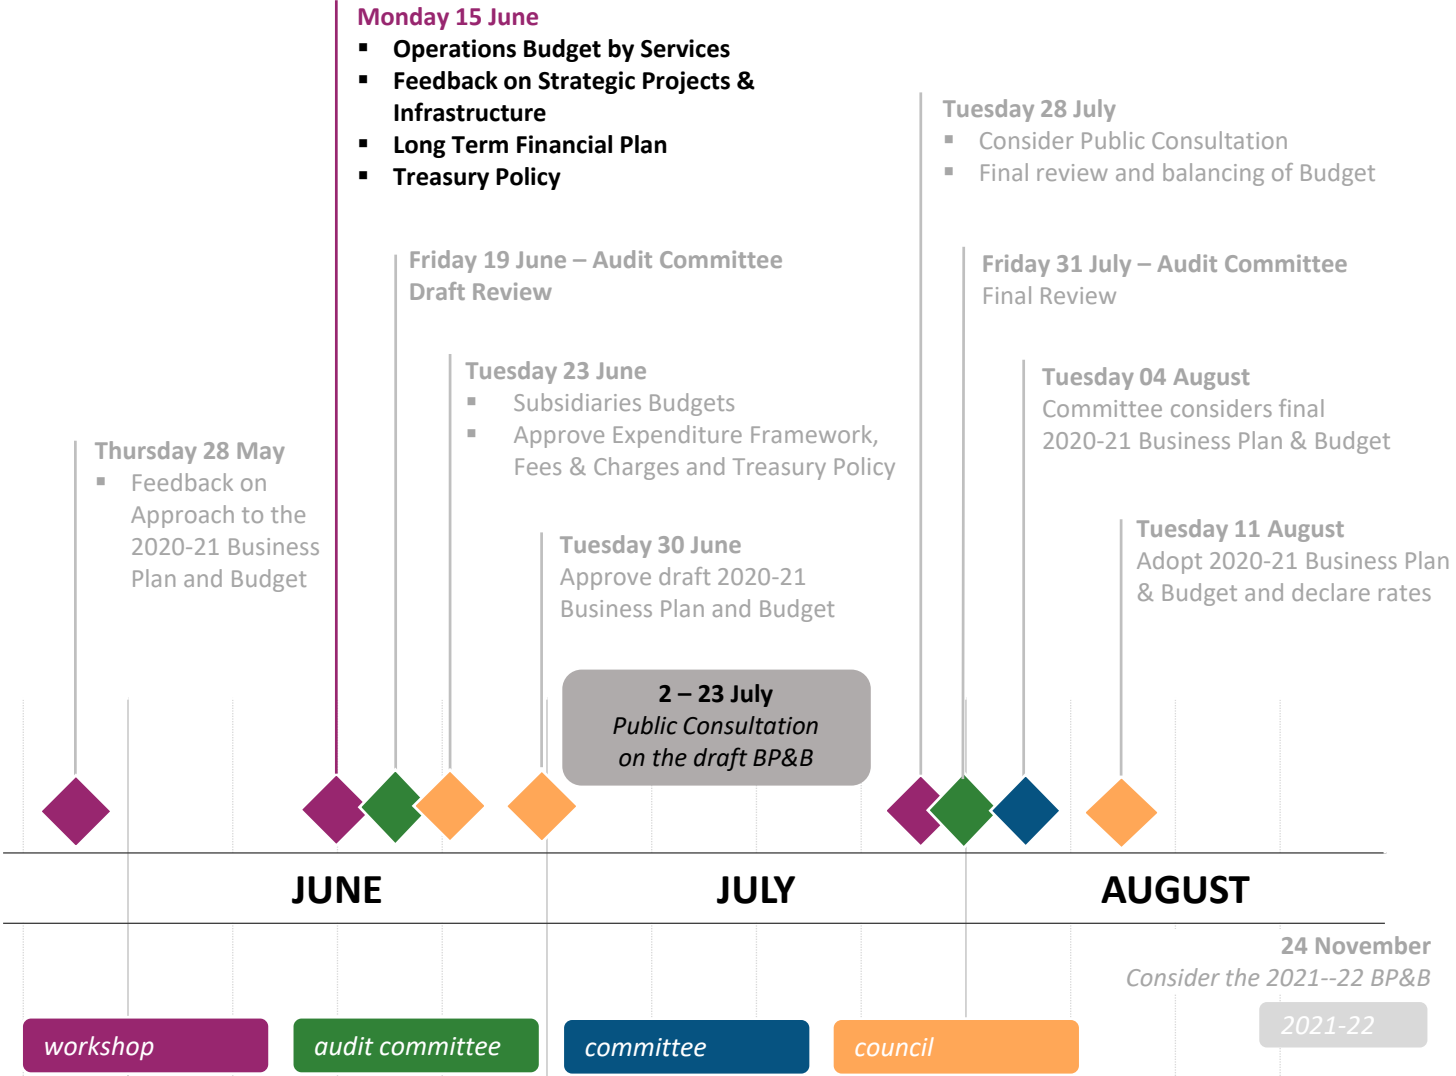 Monday 15 June
▪ Operations Budget by Services
▪ Feedback on Strategic Projects &
Infrastructure
▪ Long Term Financial Plan
▪ Treasury Policy
Tuesday 28 July
▪ Consider Public Consultation
▪ Final review and balancing of Budget
Friday 19 June – Audit Committee
Draft Review
Friday 31 July – Audit Committee
Final Review
Tuesday 23 June
▪ Subsidiaries Budgets
▪ Approve Expenditure Framework,
Fees & Charges and Treasury Policy
Tuesday 04 August
Committee considers final
2020-21 Business Plan & Budget
Thursday 28 May
▪ Feedback on
Approach to the
2020-21 Business
Plan and Budget
Tuesday 30 June
Approve draft 2020-21
Business Plan and Budget
Tuesday 11 August
Adopt 2020-21 Business Plan
& Budget and declare rates
2 – 23 July
Public Consultation
on the draft BP&B
JUNE
JULY
AUGUST
24 November
Consider the 2021--22 BP&B
2021-22
workshop
audit committee
committee
council